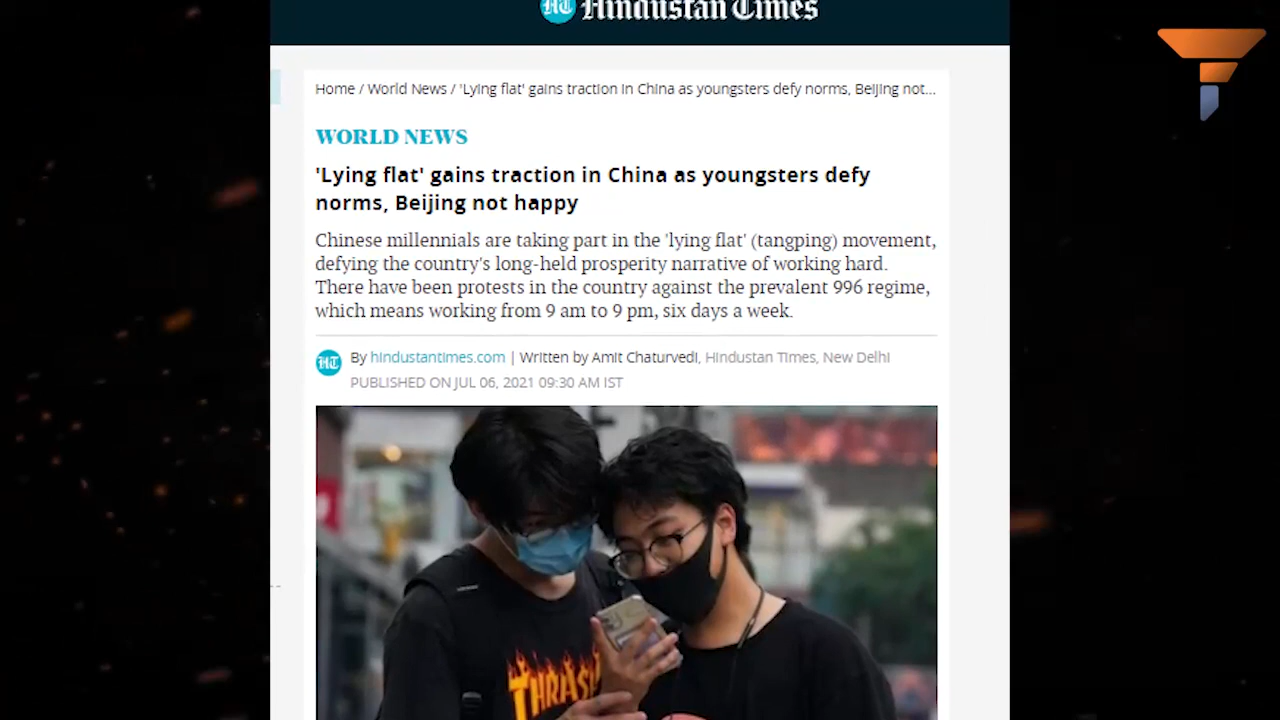 HT Hindustan Times
Home / World News / 'Lying flat' gains traction in China as youngsters defy norms, Beijing not...
WORLD NEWS
'Lying flat' gains traction in China as youngsters defy
norms, Beijing not happy
Chinese millennials are taking part in the 'lying flat' (tangping) movement,
defying the country's long-held prosperity narrative of working hard.
There have been protests in the country against the prevalent 996 regime,
which means working from 9 am to 9 pm, six days a week.
HT By hindustantimes.com | Written by Amit Chaturvedi, Hindustan Times, New Delhi
PUBLISHED ON JUL 06, 2021 09:30 AM IST
THRAS